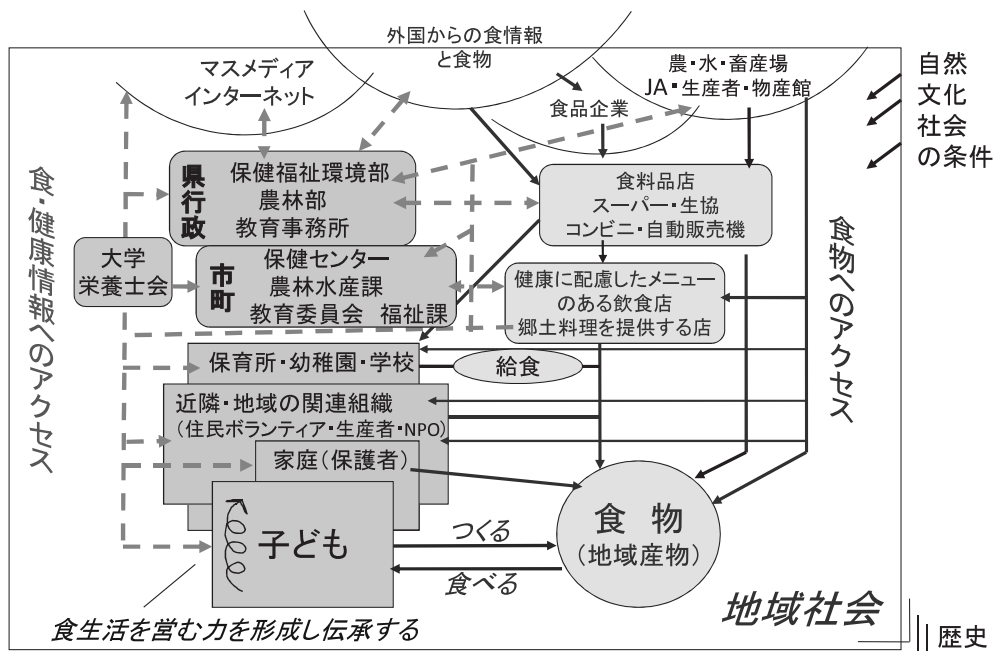 外国からの食情報
と食物
マスメディア
インターネット
農・水・畜産場
JA・生産者・物産館
食品企業
自然
文化
社会
の条件
食・健康情報へのアクセス
県行政
保健福祉環境部
農林部
教育事務所
食料品店
スーパー・生協
コンビニ・自動販売機
食物へのアクセス
大学
栄養士会
市町
保健センター
農林水産課
教育委員会 福祉課
健康に配慮したメニュー
のある飲食店
郷土料理を提供する店
保育所・幼稚園・学校
給食
近隣・地域の関連組織
(住民ボランティア・生産者・NPO)
家庭(保護者)
子ども
つくる
食べる
食 物
(地域産物)
地域社会
食生活を営む力を形成し伝承する
歴史